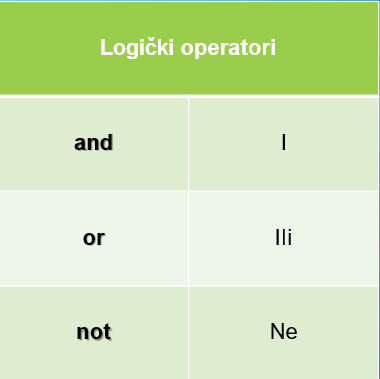 Logički operatori
and I
or Ili
not Ne